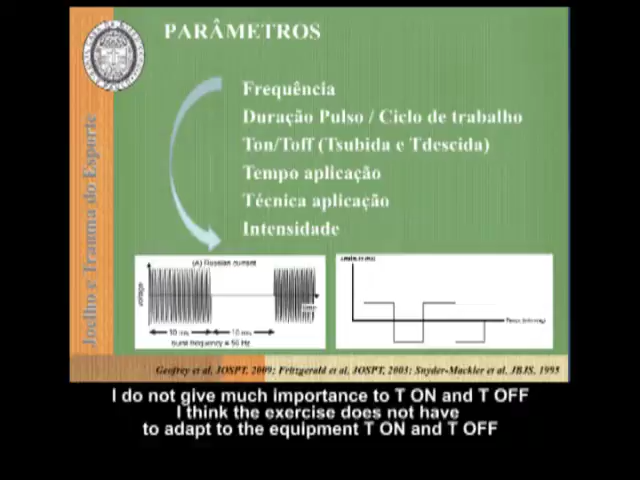 PARÂMETROS
Frequência
Duração Pulso / Ciclo de trabalho
Ton/Toff (Tsubida e Tdescida)
Tempo aplicação
Técnica aplicação
Intensidade
Joelho e Trauma do Esporte
(A) Russian current
voltage
10 ms
10 ms
burst frequency = 50 Hz
Geofrey et al, JOSPT, 2009; Fritzgerald et al, JOSPT, 2003; Snyder-Mackler et al, JBJS, 1995
I do not give much importance to T ON and T OFF
I think the exercise does not have
to adapt to the equipment T ON and T OFF